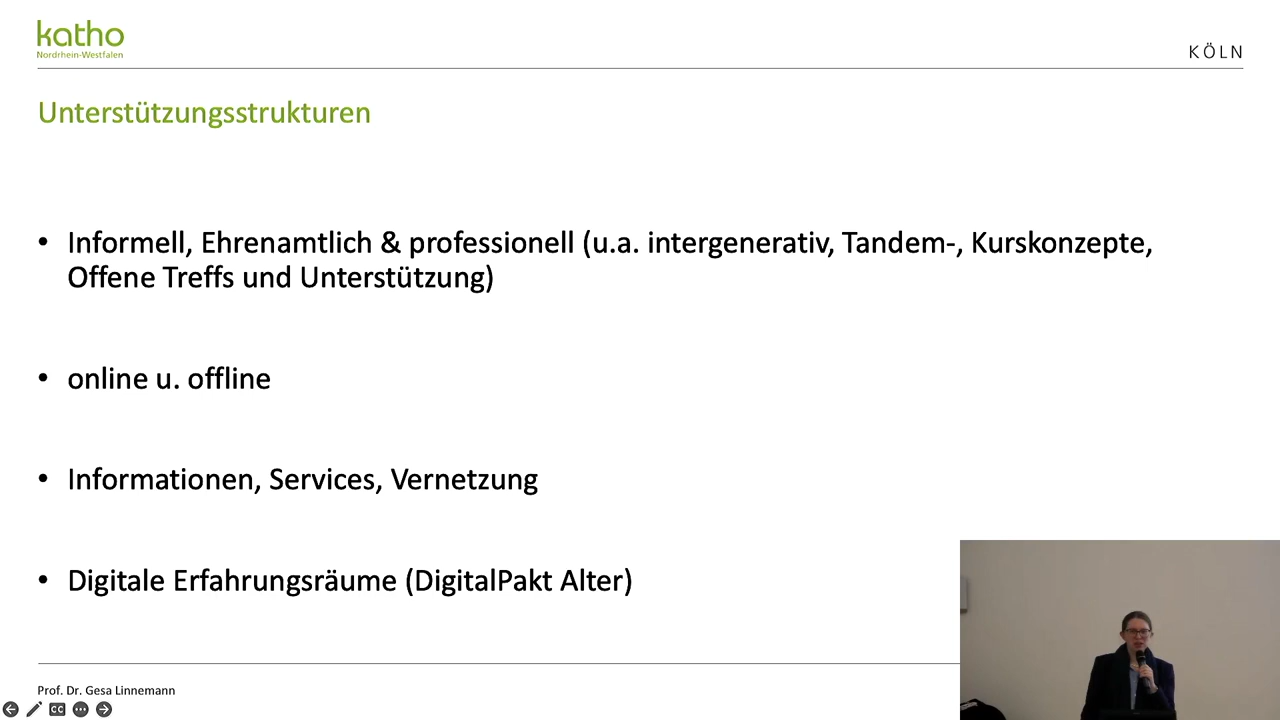 katho
Nordrhein-Westfalen
KÖLN
Unterstützungsstrukturen
• Informell, Ehrenamtlich & professionell (u.a. intergenerativ, Tandem-, Kurskonzepte,
Offene Treffs und Unterstützung)
• online u. offline
• Informationen, Services, Vernetzung
• Digitale Erfahrungsräume (DigitalPakt Alter)
Prof. Dr. Gesa Linnemann
CC